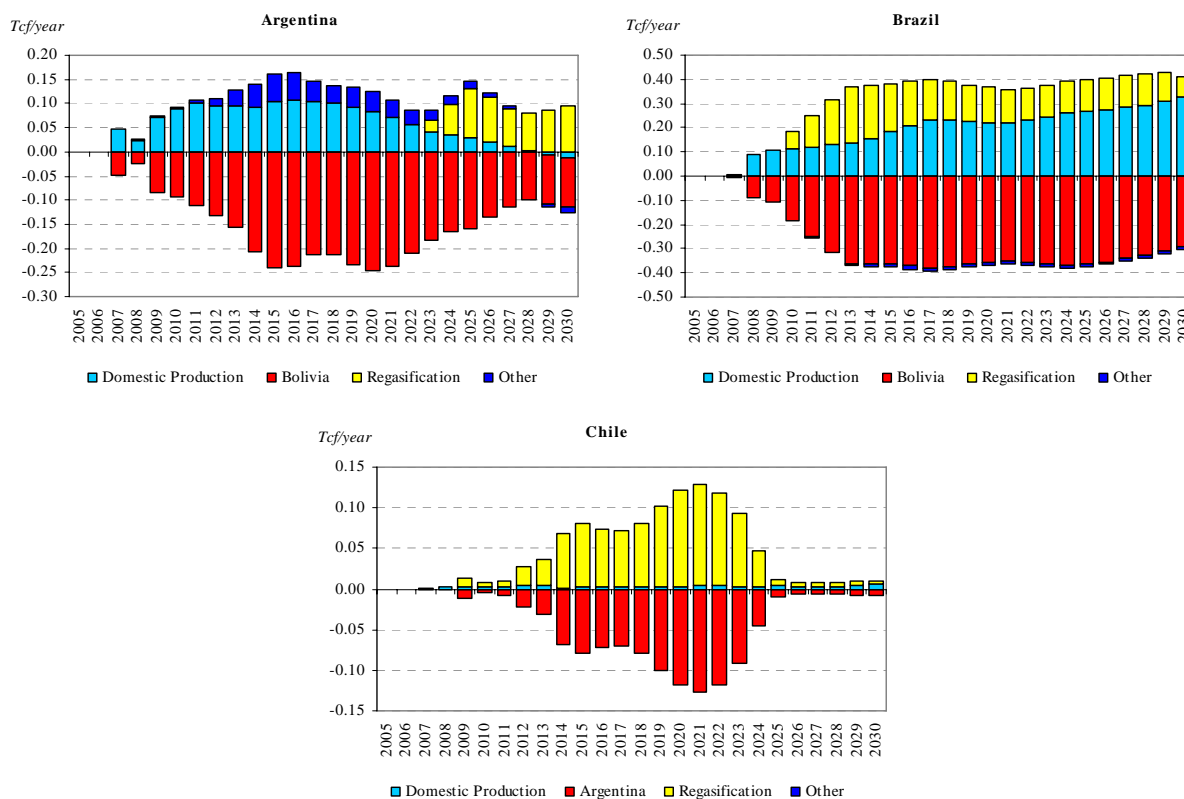 Argentina
Tcf/year
0.20
0.15
0.10
0.05
0.00
-0.05
-0.10
-0.15
-0.20
-0.25
-0.30
2005 2006 2007 2008 2009 2010 2011 2012 2013 2014 2015 2016 2017 2018 2019 2020 2021 2022 2023 2024 2025 2026 2027 2028 2029 2030
Domestic Production Bolivia Regasification Other
Brazil
Tcf/year
0.50
0.40
0.30
0.20
0.10
0.00
-0.10
-0.20
-0.30
-0.40
-0.50
2005 2006 2007 2008 2009 2010 2011 2012 2013 2014 2015 2016 2017 2018 2019 2020 2021 2022 2023 2024 2025 2026 2027 2028 2029 2030
Domestic Production Bolivia Regasification Other
Chile
Tcf/year
0.15
0.10
0.05
0.00
-0.05
-0.10
-0.15
2005 2006 2007 2008 2009 2010 2011 2012 2013 2014 2015 2016 2017 2018 2019 2020 2021 2022 2023 2024 2025 2026 2027 2028 2029 2030
Domestic Production Argentina Regasification Other